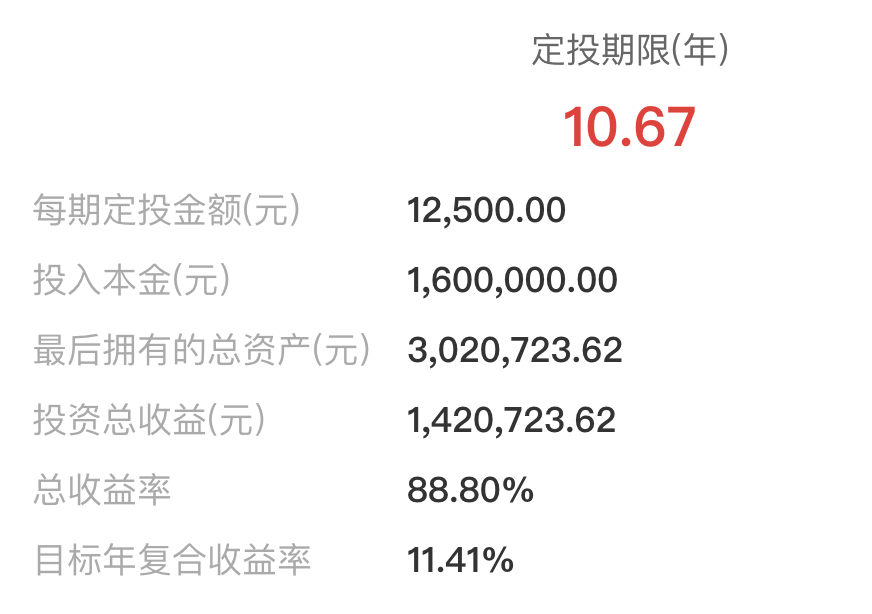 定投期限(年)
10.67
每期定投金额(元) 12,500.00
投入本金(元) 1,600,000.00
最后拥有的总资产(元) 3,020,723.62
投资总收益(元) 1,420,723.62
总收益率 88.80%
目标年复合收益率 11.41%